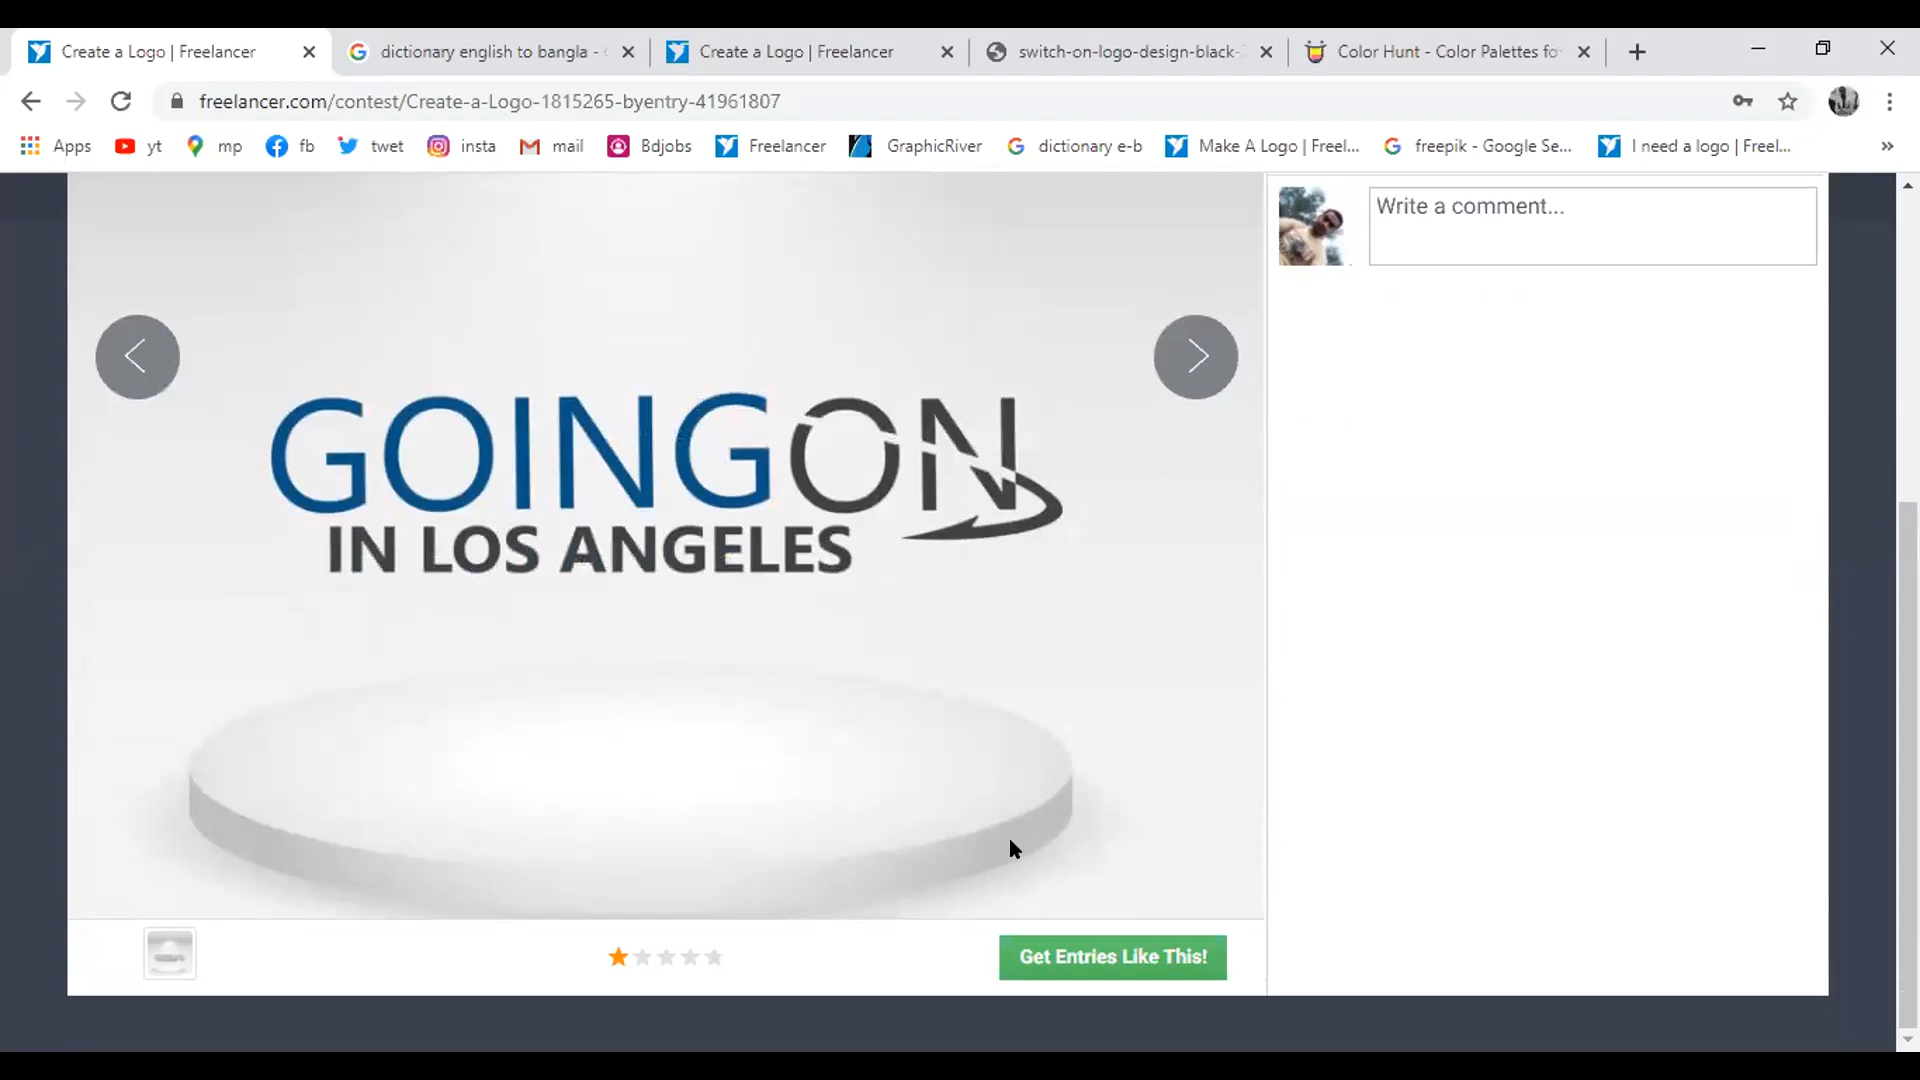 Create a Logo | Freelancer
dictionary english to bangla -
Create a Logo | Freelancer
switch-on-logo-design-black-
Color Hunt - Color Palettes fo
freelancer.com/contest/Create-a-Logo-1815265-byentry-41961807
Apps
yt
mp
fb
twet
insta
mail
Bdjobs
Freelancer
GraphicRiver
dictionary e-b
Make A Logo | Freel...
freepik - Google Se...
I need a logo | Freel...
Write a comment...
GOINGON
IN LOS ANGELES
Get Entries Like This!